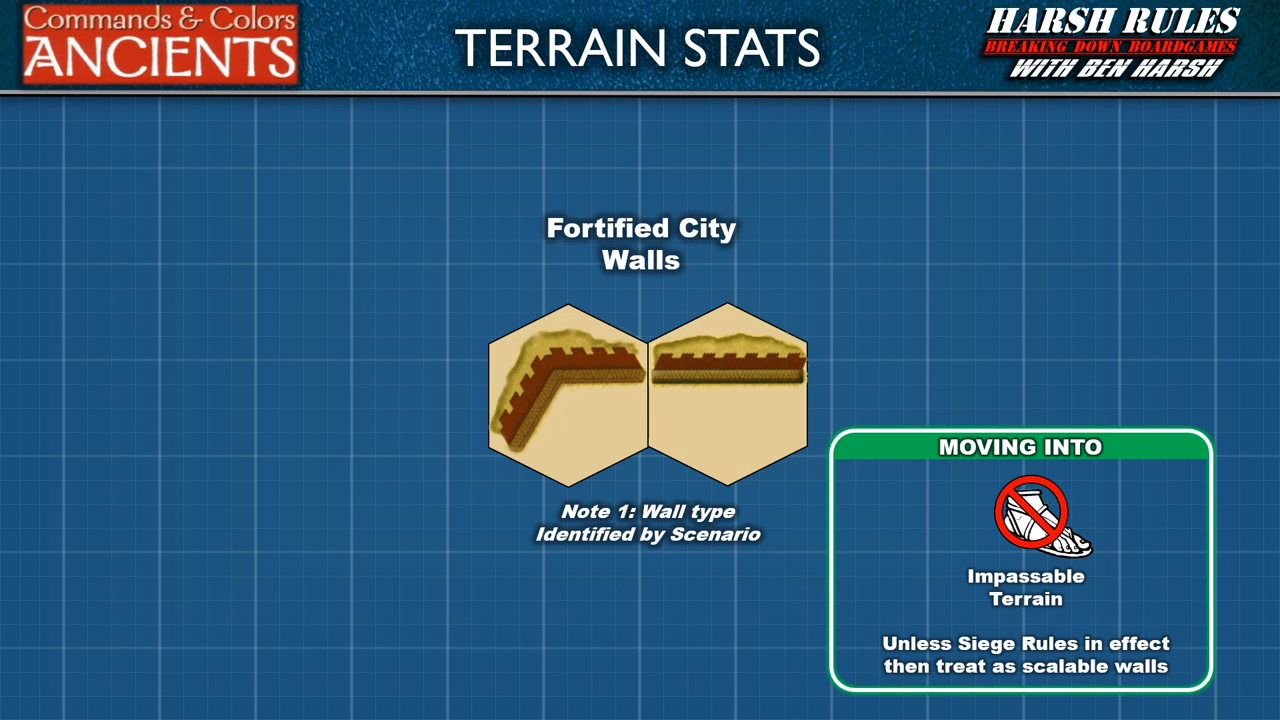 Commands & Colors
ANCIENTS
TERRAIN STATS
HARSH RULES
BREAKING DOWN BOARDGAMES
WITH BEN HARSH
Fortified City
Walls
Note 1: Wall type
Identified by Scenario
MOVING INTO
Impassable
Terrain
Unless Siege Rules in effect
then treat as scalable walls